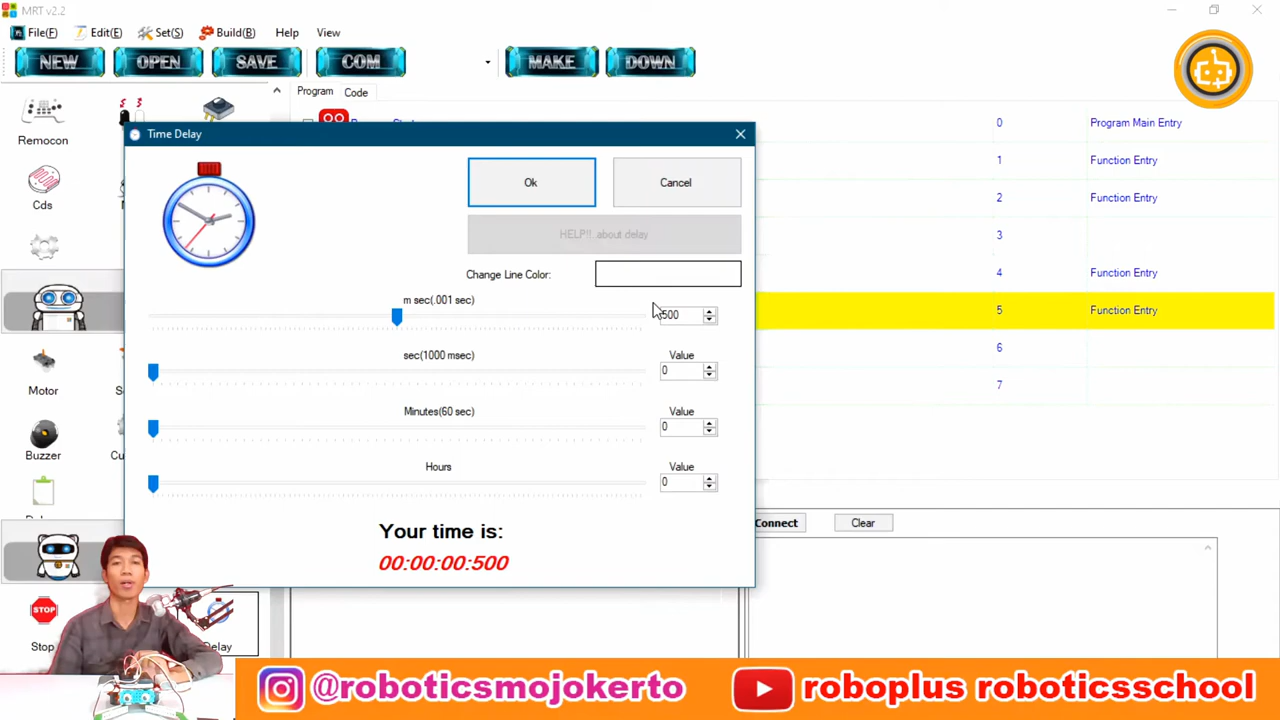 MRT v2.2
File(F) Edit(E) Set(S) Build(B) Help View
NEW OPEN SAVE COM MAKE DOWN
Program Code
Remocon
0 Program Main Entry
Time Delay
Ok Cancel
1 Function Entry
Cds
2 Function Entry
HELP!!. about delay
3
Change Line Color:
4 Function Entry
m sec(.001 sec)
500
5 Function Entry
sec(1000 msec) Value
0
6
Motor
7
Minutes(60 sec) Value
0
Buzzer
Hours Value
0
Your time is:
00:00:00:500
Connect Clear
STOP
Stop Delay
@roboticsmojokerto
roboplus roboticsschool